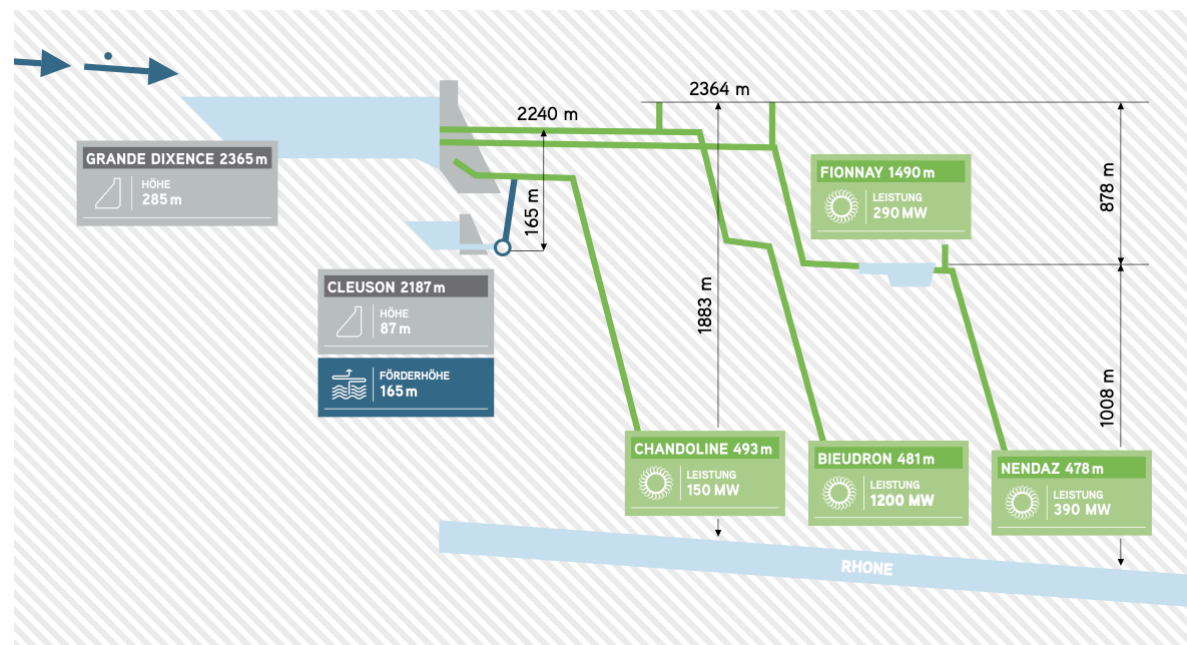 2364 m
2240 m
GRANDE DIXENCE 2365 m
HÖHE
285 m
165 m
FIONNAY 1490 m
LEISTUNG
290 MW
878 m
CLEUSON 2187 m
HÖHE
87 m
FÖRDERHÖHE
165 m
1883 m
1008 m
CHANDOLINE 493 m
LEISTUNG
150 MW
BIEUDRON 481 m
LEISTUNG
1200 MW
NENDAZ 478 m
LEISTUNG
390 MW
RHONE